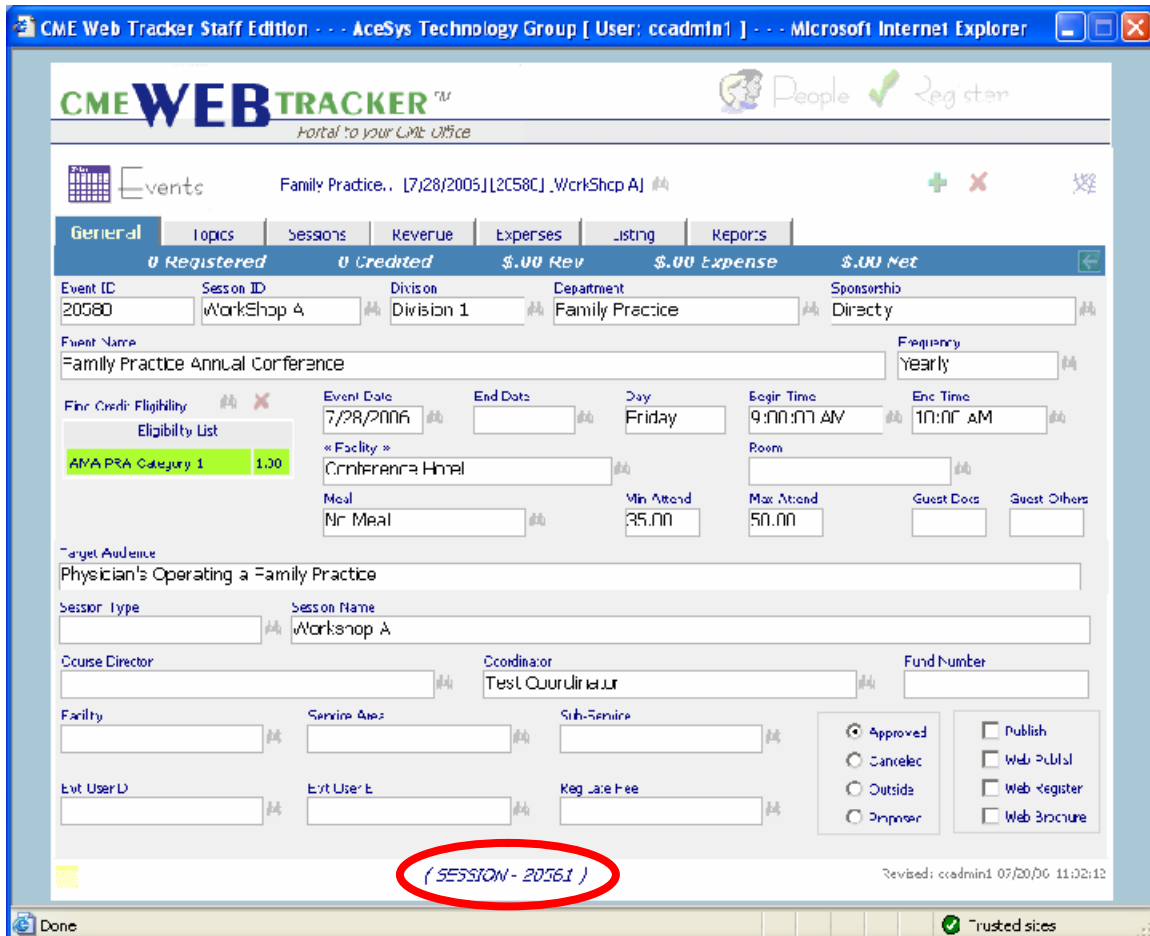 CME Web Tracker Staff Edition - - - AceSys Technology Group [ User: ccadmin1 ] - - - Microsoft Internet Explorer
CME WEB TRACKER ™
Portal to your CME Office
People Register
Events Family Practice.. [7/28/2006] [20580] [WorkShop A]
General Topics Sessions Revenue Expenses Listing Reports
0 Registered 0 Credited $.00 Rev $.00 Expense $.00 Net
Event ID Session ID Division Department Sponsorship
20580 WorkShop A Division 1 Family Practice Directly
Event Name Frequency
Family Practice Annual Conference Yearly
Find Credit Eligibility Event Date End Date Day Begin Time End Time
Eligibility List 7/28/2006 Friday 9:00:00 AM 10:00 AM
AMA PRA Category 1 1.00
« Facility » Room
Conference Hotel
Meal Min Attend Max Attend Guest Docs Guest Others
No Meal 35.00 50.00
Target Audience
Physician's Operating a Family Practice
Session Type Session Name
Workshop A
Course Director Coordinator Fund Number
Test Coordinator
Facility Service Area Sub-Service
Approved Publish
Canceled Web Publish
Evt User D Evt User E Reg Late Fee Outside Web Register
Proposed Web Brochure
( SESSION - 20561 )
Revised: ccadmin1 07/20/06 11:02:12
Done Trusted sites